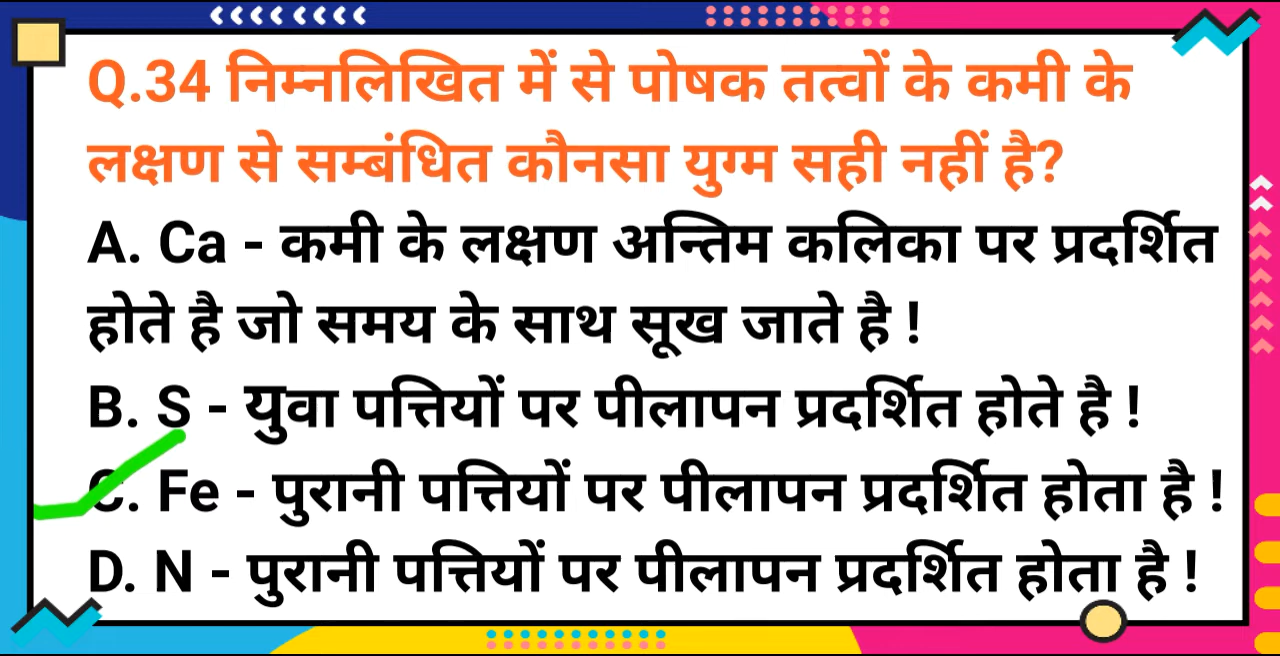 Q.34 निम्नलिखित में से पोषक तत्वों के कमी के
लक्षण से सम्बंधित कौनसा युग्म सही नहीं है?
A. Ca - कमी के लक्षण अन्तिम कलिका पर प्रदर्शित
होते है जो समय के साथ सूख जाते है !
B. S - युवा पत्तियों पर पीलापन प्रदर्शित होते है !
C. Fe - पुरानी पत्तियों पर पीलापन प्रदर्शित होता है !
D. N - पुरानी पत्तियों पर पीलापन प्रदर्शित होता है !